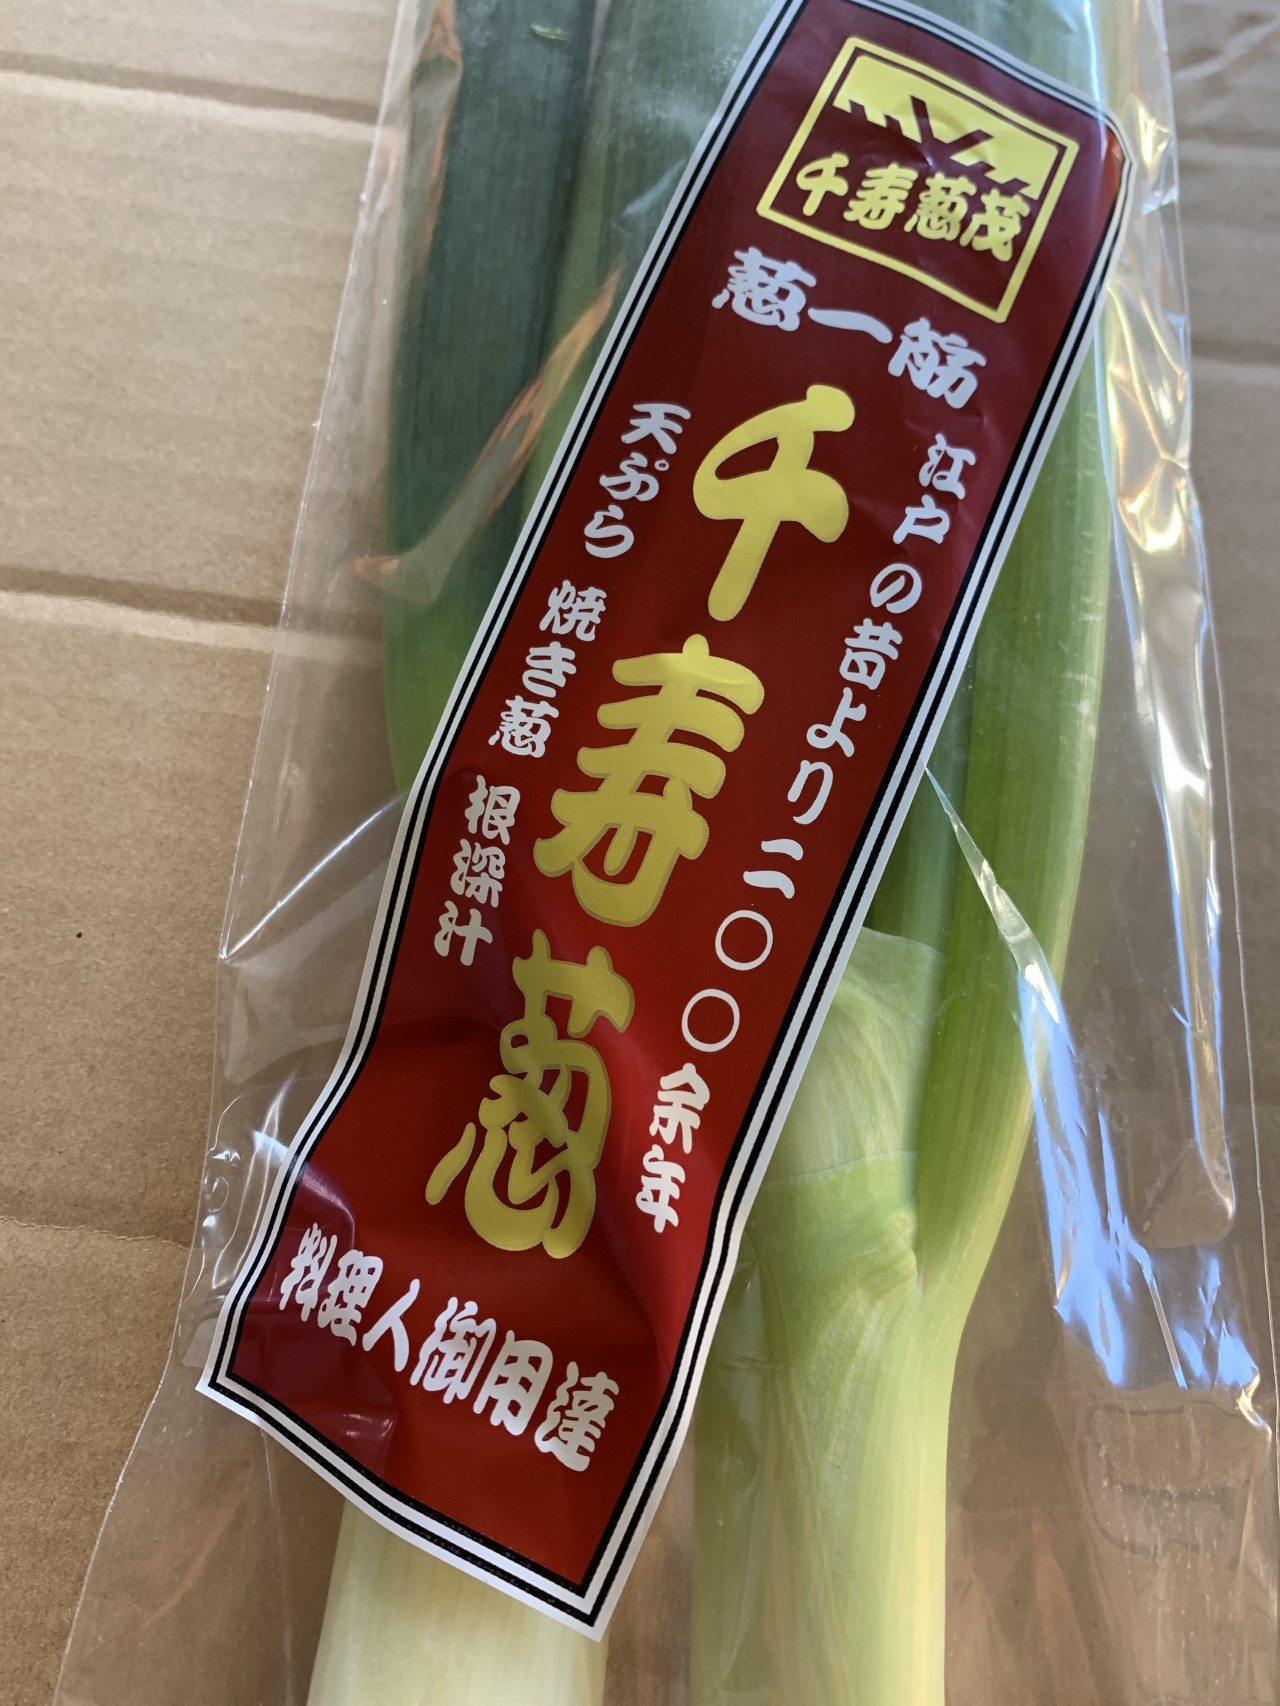 千寿葱茂
葱一筋
江戸の昔より二〇〇余年
千寿葱
天ぷら 焼き葱 根深汁
料理人御用達